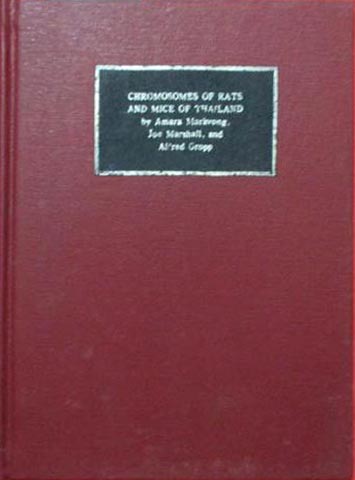 CHROMOSOMES OF RATS
AND MICE OF THAILAND
by Amara Markvong,
Joe Marshall, and
Alfred Gropp